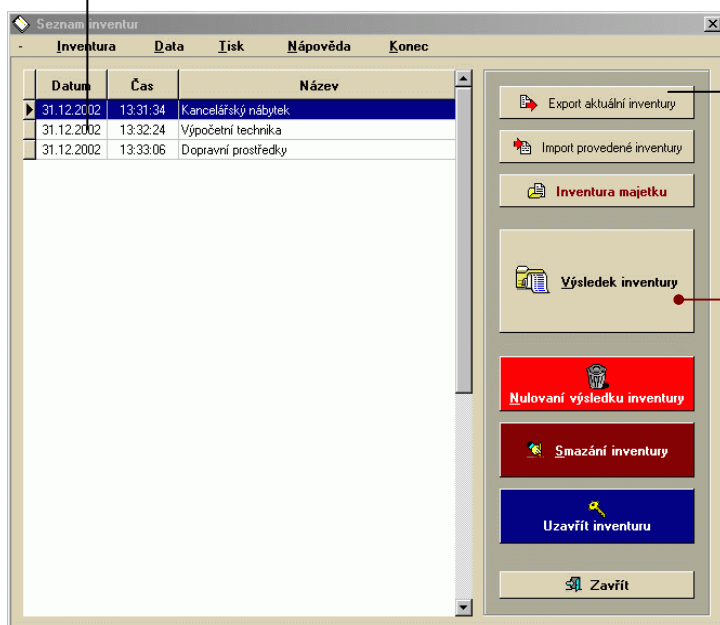 Seznam inventur
- Inventura Data Tisk Nápověda Konec
Datum Čas Název
31.12.2002 13:31:34 Kancelářský nábytek
31.12.2002 13:32:24 Výpočetní technika
31.12.2002 13:33:06 Dopravní prostředky
Export aktuální inventury
Import provedené inventury
Inventura majetku
Výsledek inventury
Nulovaní výsledku inventury
Smazání inventury
Uzavřít inventuru
Zavřít